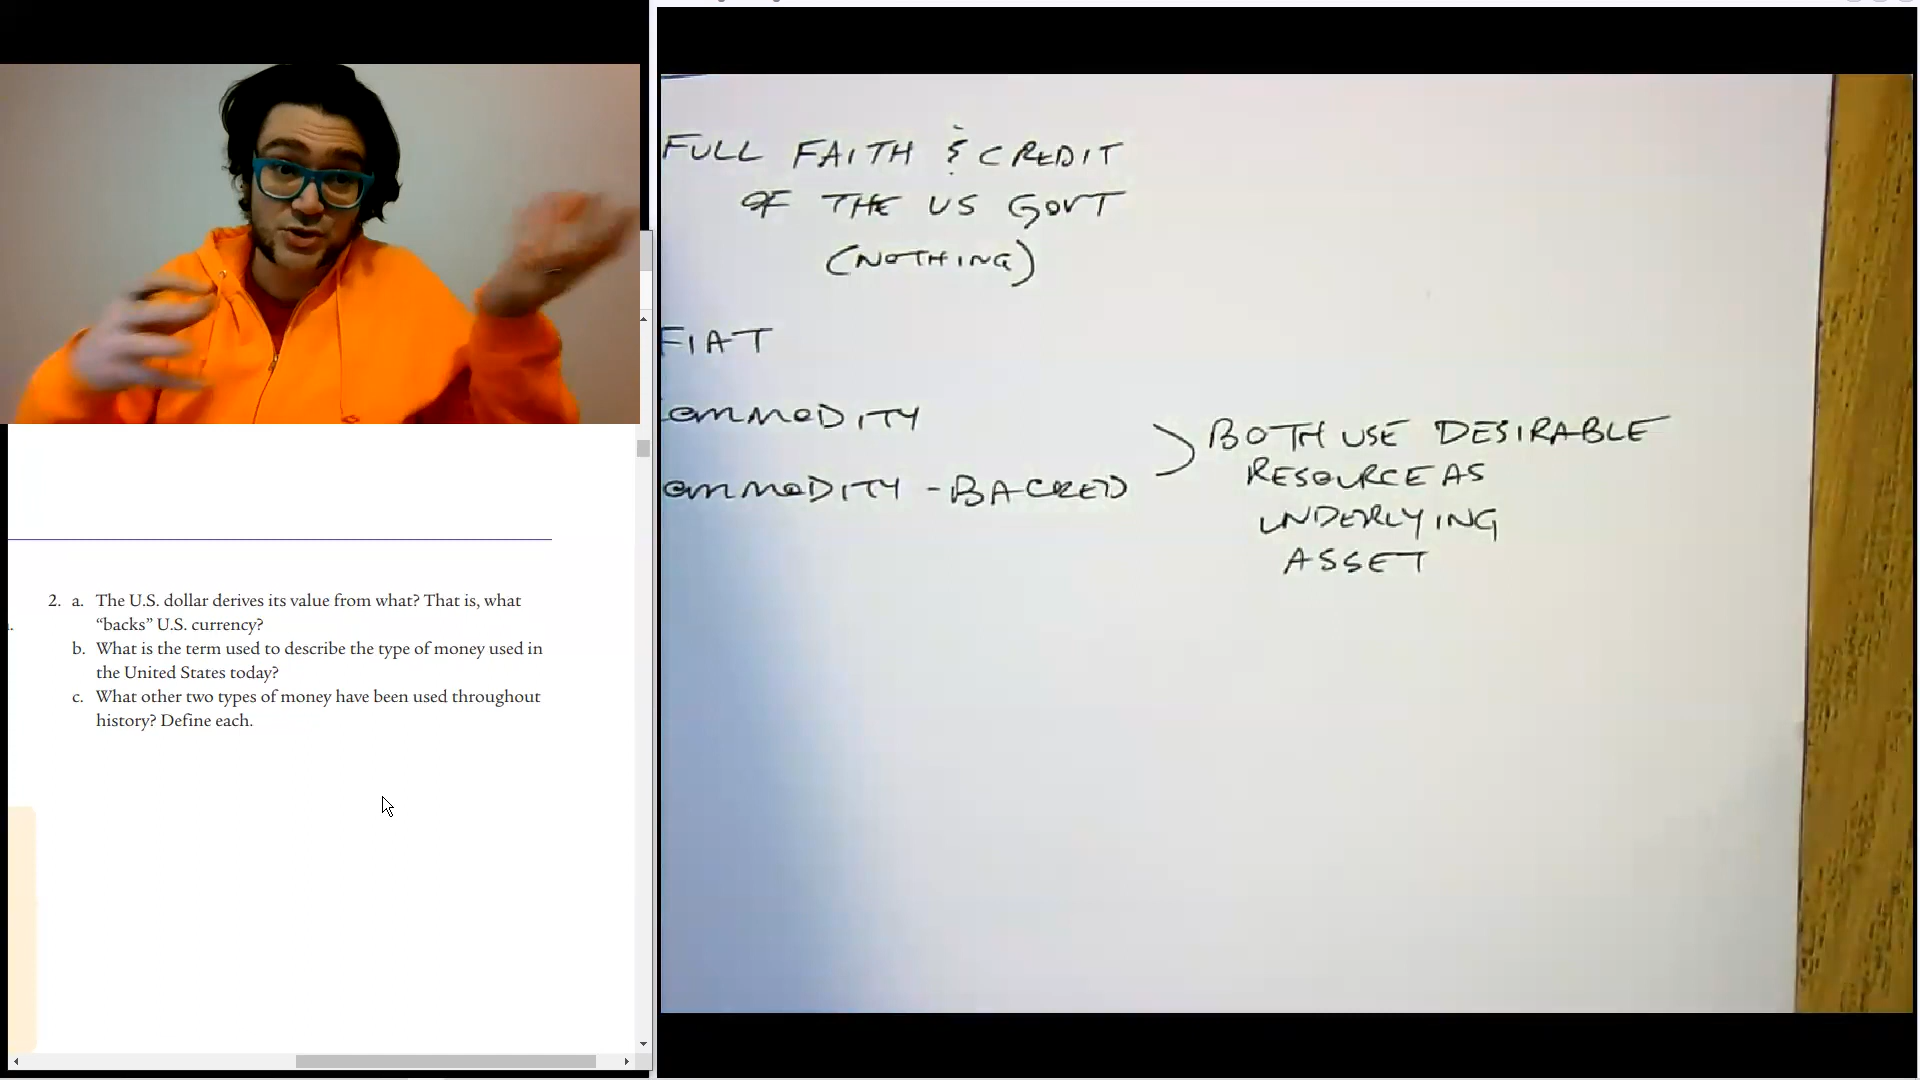 2. a. The U.S. dollar derives its value from what? That is, what
“backs” U.S. currency?
b. What is the term used to describe the type of money used in
the United States today?
c. What other two types of money have been used throughout
history? Define each.
FULL FAITH & CREDIT
OF THE US GOVT
(NOTHING)
FIAT
COMMODITY
OMMODITY - BACKED
BOTH USE DESIRABLE
RESOURCE AS
UNDERLYING
ASSET